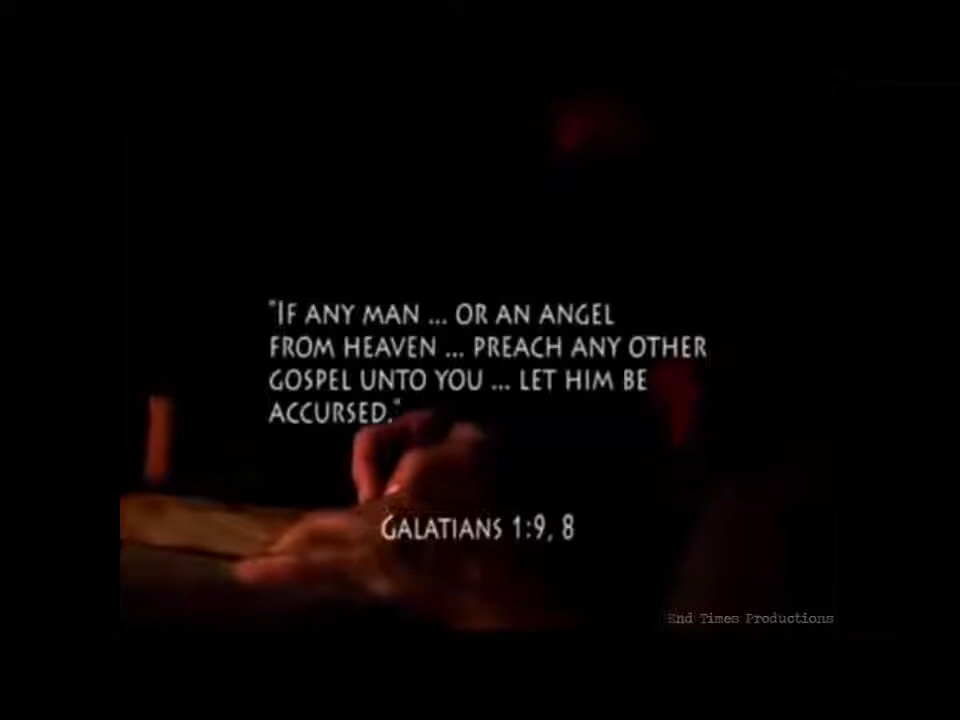 "If any man ... or an angel
from heaven ... preach any other
gospel unto you ... let him be
accursed."
Galatians 1:9, 8
End Times Productions